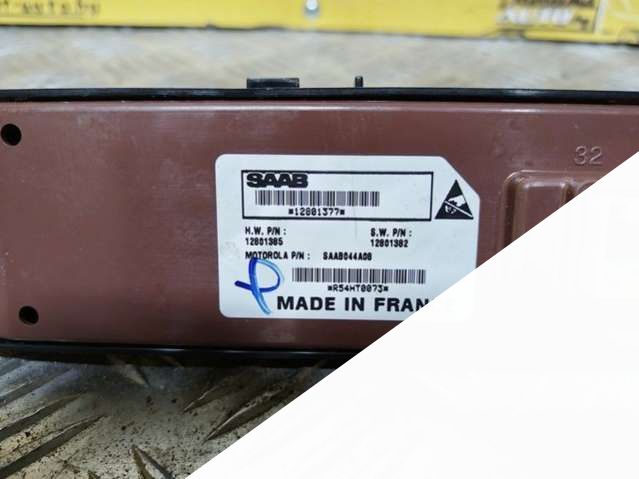 32
SAAB
*12801377*
H.W. P/N : S.W. P/N :
12801385 12801382
MOTOROLA P/N : SAAB044A08
*R54HT0073*
MADE IN FRAN